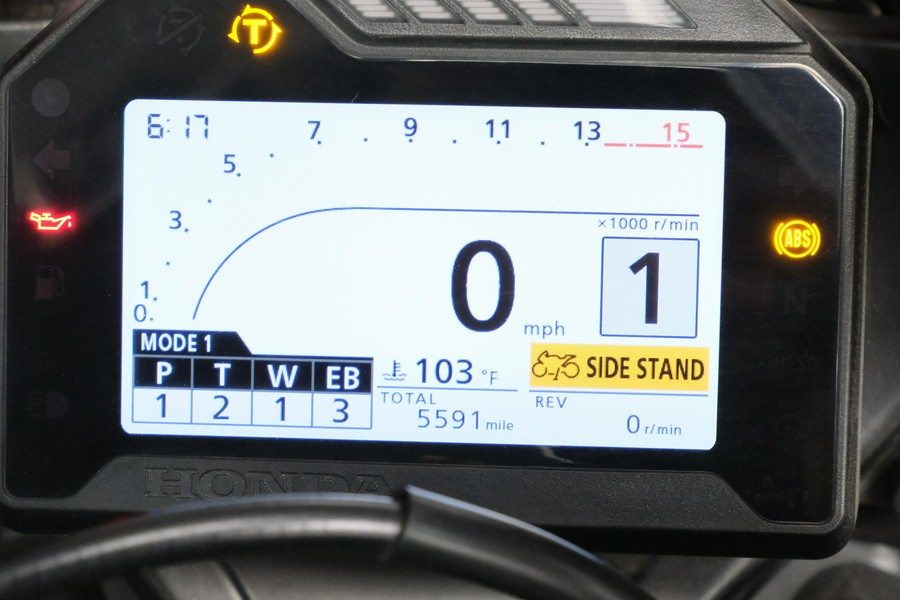 T
6:17
7 9 11 13 15
5
3
1
0
×1000 r/min
ABS
0 mph
1
MODE 1
P T W EB
1 2 1 3
103 °F
SIDE STAND
TOTAL
5591 mile
REV
0 r/min
HONDA